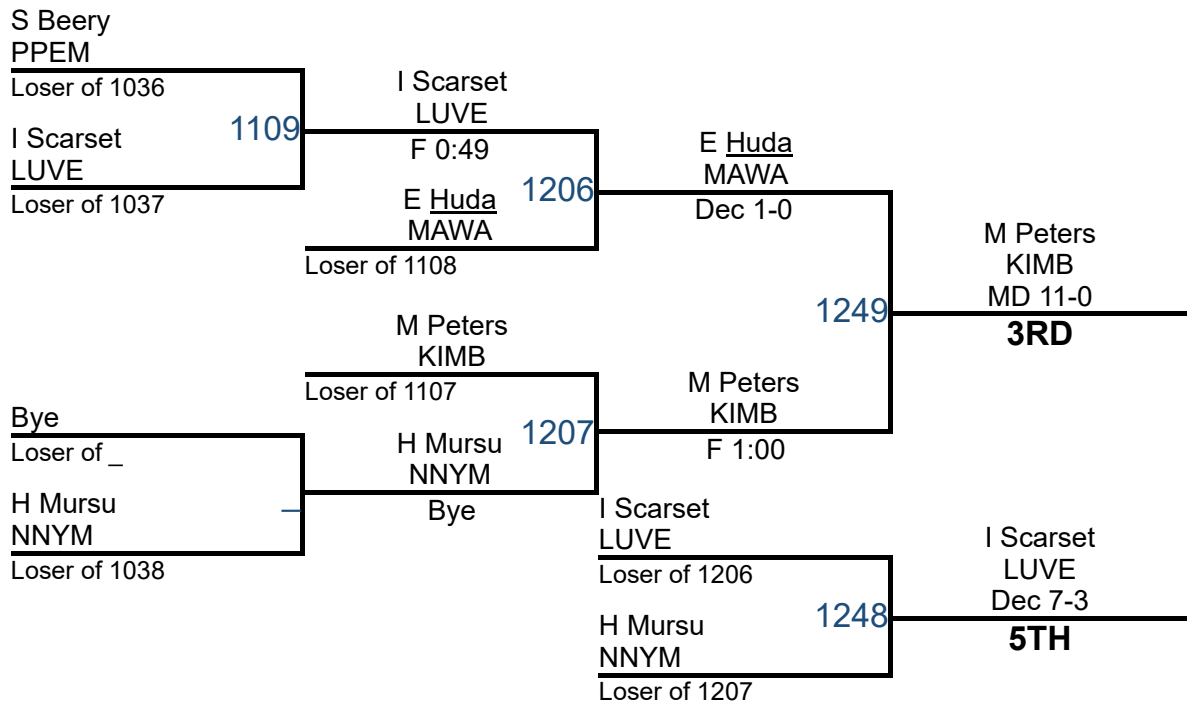 S Beery
PPEM
Loser of 1036
1109
I Scarset
LUVE
Loser of 1037
I Scarset
LUVE
F 0:49
1206
E Huda
MAWA
Loser of 1108
E Huda
MAWA
Dec 1-0
1249
M Peters
KIMB
MD 11-0
3RD
M Peters
KIMB
Loser of 1107
1207
M Peters
KIMB
F 1:00
Bye
Loser of _
_
H Mursu
NNYM
Loser of 1038
H Mursu
NNYM
Bye
I Scarset
LUVE
Loser of 1206
1248
H Mursu
NNYM
Loser of 1207
I Scarset
LUVE
Dec 7-3
5TH